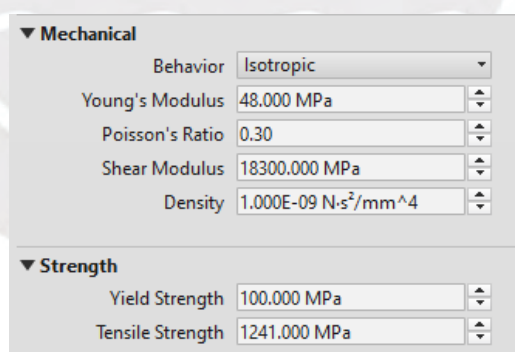 ▼ Mechanical
Behavior Isotropic
Young's Modulus 48.000 MPa
Poisson's Ratio 0.30
Shear Modulus 18300.000 MPa
Density 1.000E-09 N·s²/mm^4
▼ Strength
Yield Strength 100.000 MPa
Tensile Strength 1241.000 MPa